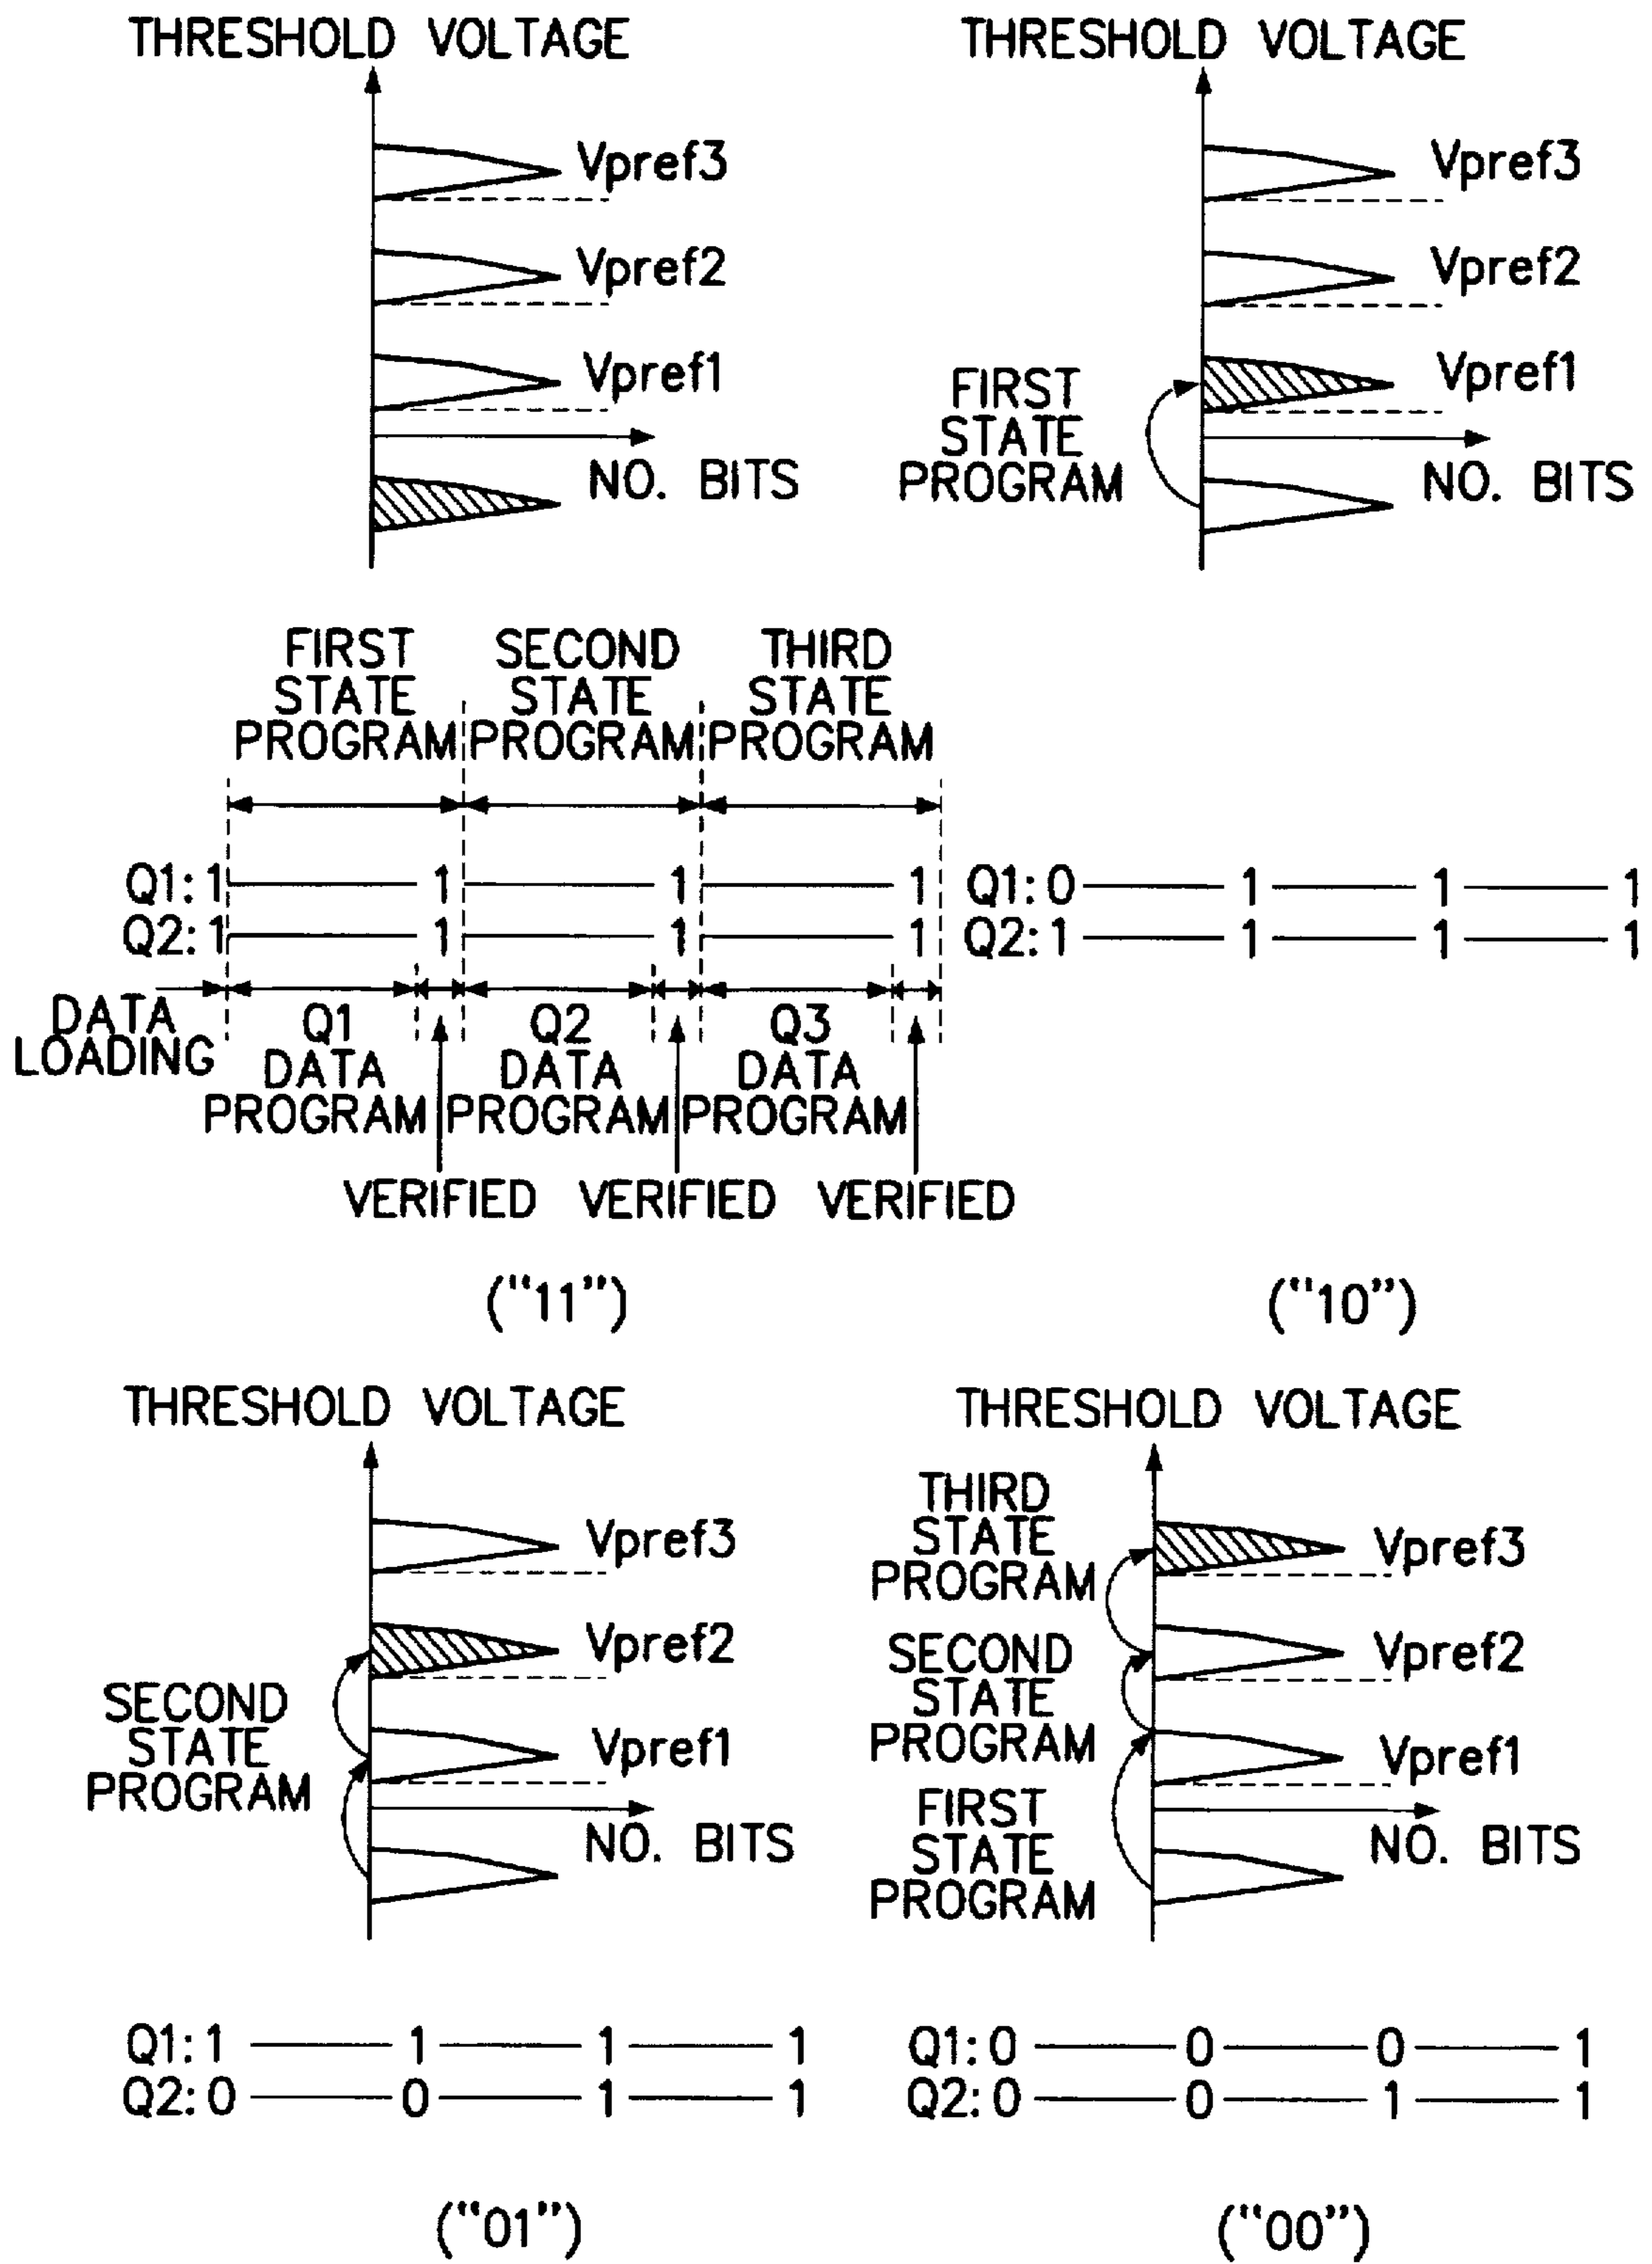 THRESHOLD VOLTAGE
Vpref3
Vpref2
Vpref1
NO. BITS
THRESHOLD VOLTAGE
Vpref3
Vpref2
Vpref1
FIRST
STATE
PROGRAM
NO. BITS
FIRST
STATE
PROGRAM
SECOND
STATE
PROGRAM
THIRD
STATE
PROGRAM
Q1:1 1 1 1
Q2:1 1 1 1
DATA
LOADING
Q1
DATA
PROGRAM
Q2
DATA
PROGRAM
Q3
DATA
PROGRAM
VERIFIED VERIFIED VERIFIED
("11")
Q1:0 1 1 1
Q2:1 1 1 1
("10")
THRESHOLD VOLTAGE
Vpref3
Vpref2
Vpref1
SECOND
STATE
PROGRAM
NO. BITS
Q1:1 1 1 1
Q2:0 0 1 1
("01")
THRESHOLD VOLTAGE
THIRD
STATE
PROGRAM
Vpref3
SECOND
STATE
PROGRAM
Vpref2
Vpref1
FIRST
STATE
PROGRAM
NO. BITS
Q1:0 0 0 1
Q2:0 0 1 1
("00")